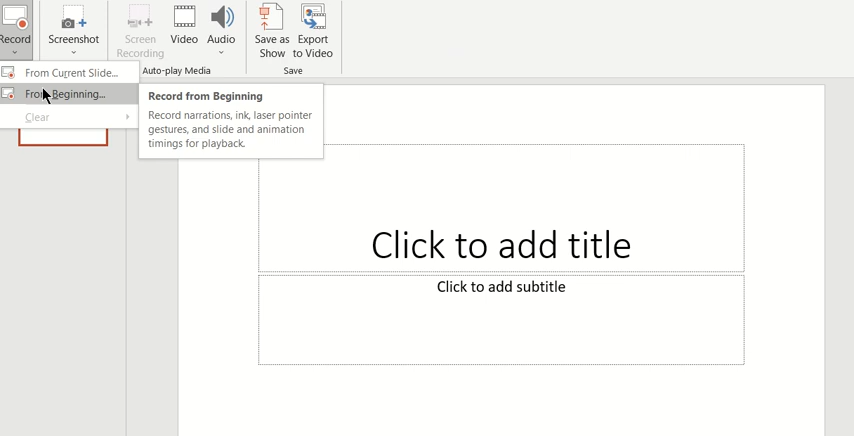 Record
Screenshot
Screen
Recording
Video
Audio
Save as
Show
Export
to Video
Auto-play Media
Save
From Current Slide...
From Beginning...
Clear
Record from Beginning
Record narrations, ink, laser pointer
gestures, and slide and animation
timings for playback.
Click to add title
Click to add subtitle